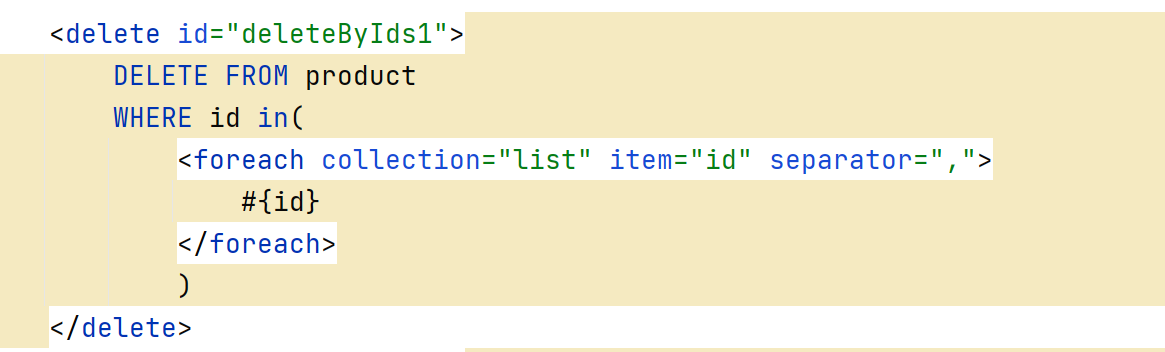 <delete id="deleteByIds1">
DELETE FROM product
WHERE id in(
<foreach collection="list" item="id" separator=",">
#{id}
</foreach>
)
</delete>